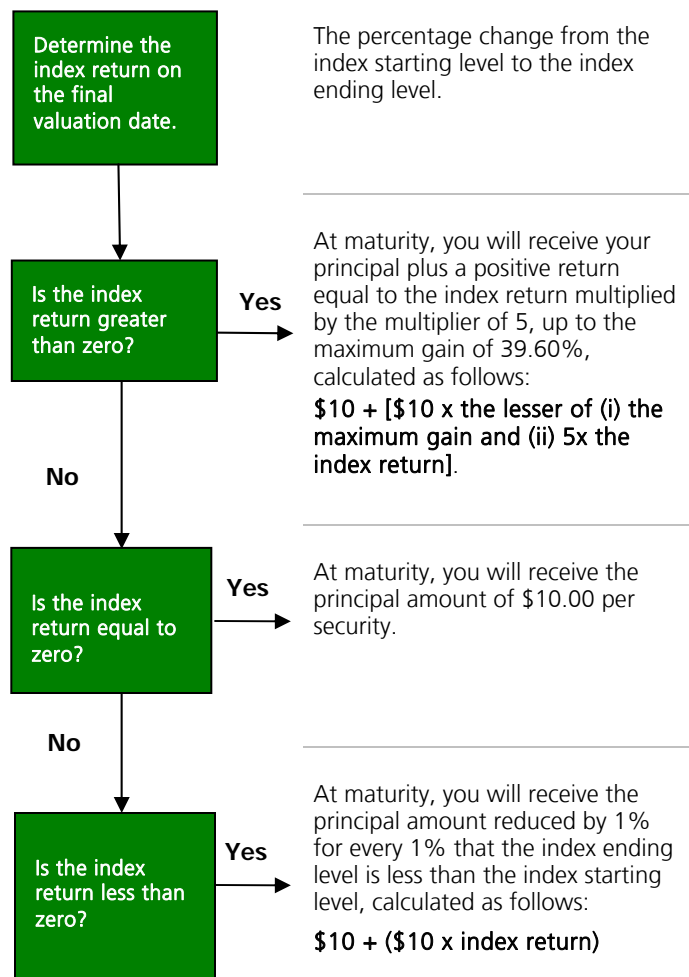 Determine the
index return on
the final
valuation date.
The percentage change from the
index starting level to the index
ending level.
Is the index
return greater
than zero?
Yes
At maturity, you will receive your
principal plus a positive return
equal to the index return multiplied
by the multiplier of 5, up to the
maximum gain of 39.60%,
calculated as follows:
$10 + [$10 x the lesser of (i) the
maximum gain and (ii) 5x the
index return].
No
Is the index
return equal to
zero?
Yes
At maturity, you will receive the
principal amount of $10.00 per
security.
No
Is the index
return less than
zero?
Yes
At maturity, you will receive the
principal amount reduced by 1%
for every 1% that the index ending
level is less than the index starting
level, calculated as follows:
$10 + ($10 x index return)